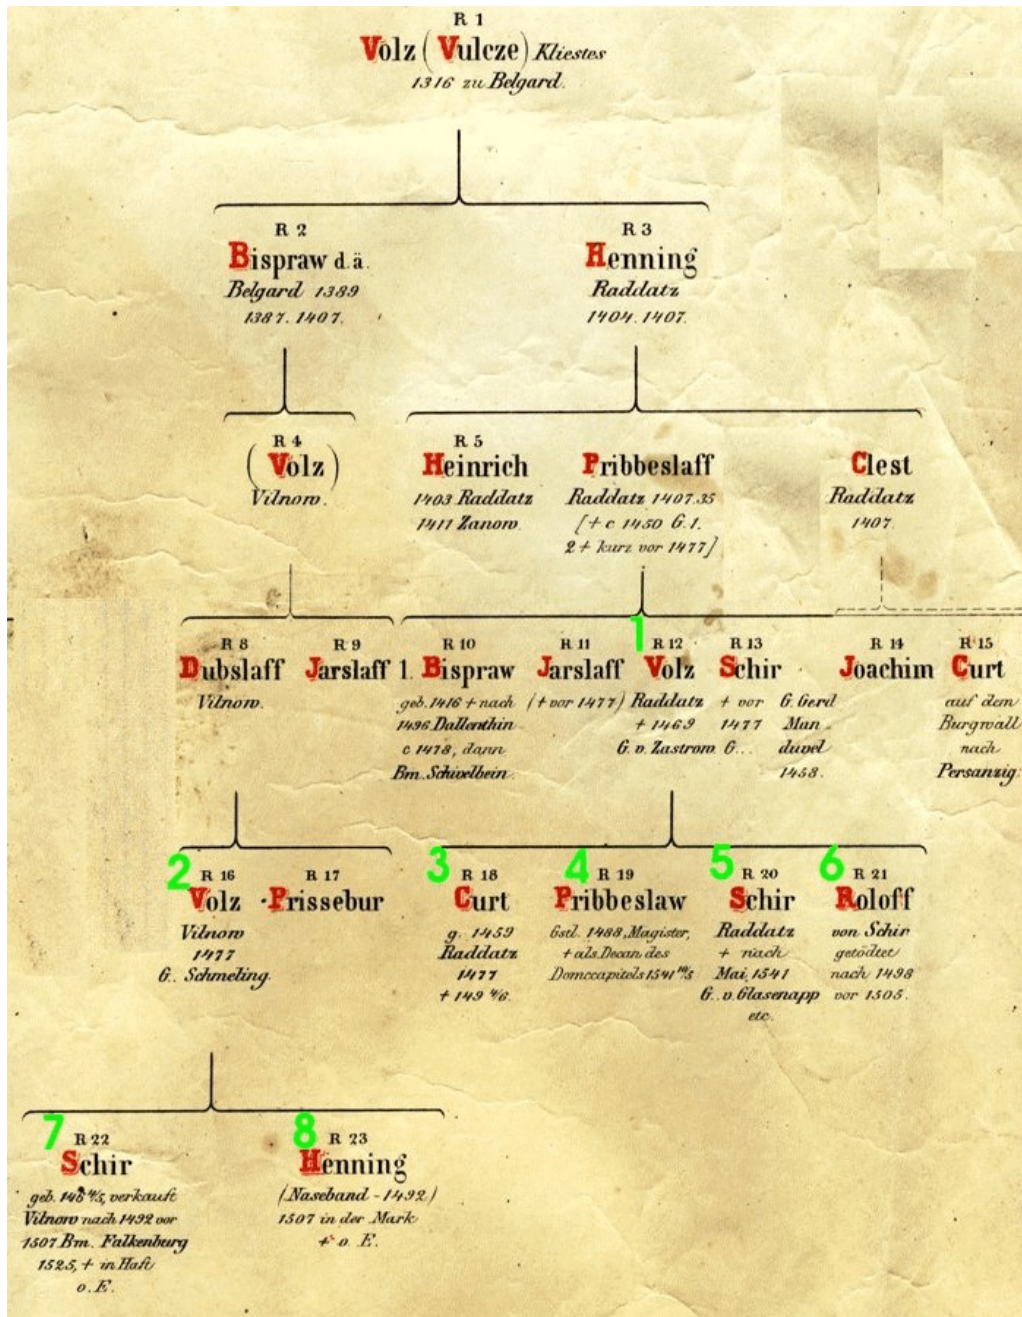 R 1
Volz (Vulcze) Kliestes
1316 zu Belgard.
R 2
Bispraw d.ä.
Belgard 1389
1387. 1407.
R 3
Henning
Raddatz
1404. 1407.
R 4
(Volz)
Vilnow.
R 5
Heinrich
1403 Raddatz
1411 Zanow.
Pribbeslaff
Raddatz 1407.35
[+ c 1450 G. 1.
2 + kurz vor 1477]
Clest
Raddatz
1407.
R 8
Dubslaff
Vilnow.
R 9
Jarslaff 1.
R 10
Bispraw
geb. 1416 + nach
1496 Dallenthin
c 1478, dann
Bm. Schivelbein.
R 11
Jarslaff
(+ vor 1477)
1
R 12
Volz
Raddatz
+ 1469
G. v. Zastrow.
R 13
Schir
+ vor
1477
G...
G. Gerd
Man
duvel
1458.
R 14
Joachim
R 15
Curt
auf dem
Burgwall
nach
Persanzig.
2
R 16
Volz
Vilnow
1477
G.. Schmeling.
R 17
Prissebur
3
R 18
Curt
g. 1459
Raddatz
1477
+ 149 4/6.
4
R 19
Pribbeslaw
Gstl. 1488, Magister,
+ als Decan des
Domcapitels 1541
5
R 20
Schir
Raddatz
+ nach
Mai. 1541
G.. v. Glasenapp
etc.
6
R 21
Roloff
von Schir
getödtet
nach 1498
vor 1505.
7
R 22
Schir
geb. verkauft
Vilnow nach 1492 vor
1507 Bm. Falkenburg
1525, + in Haft
o. E.
8
R 23
Henning
(Naseband - 1492)
1507 in der Mark
+ o. E.